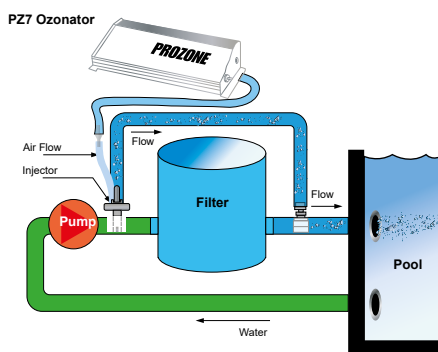 PZ7 Ozonator
PROZONE
Air Flow
Flow
Injector
Flow
Filter
Pump
Pool
Water